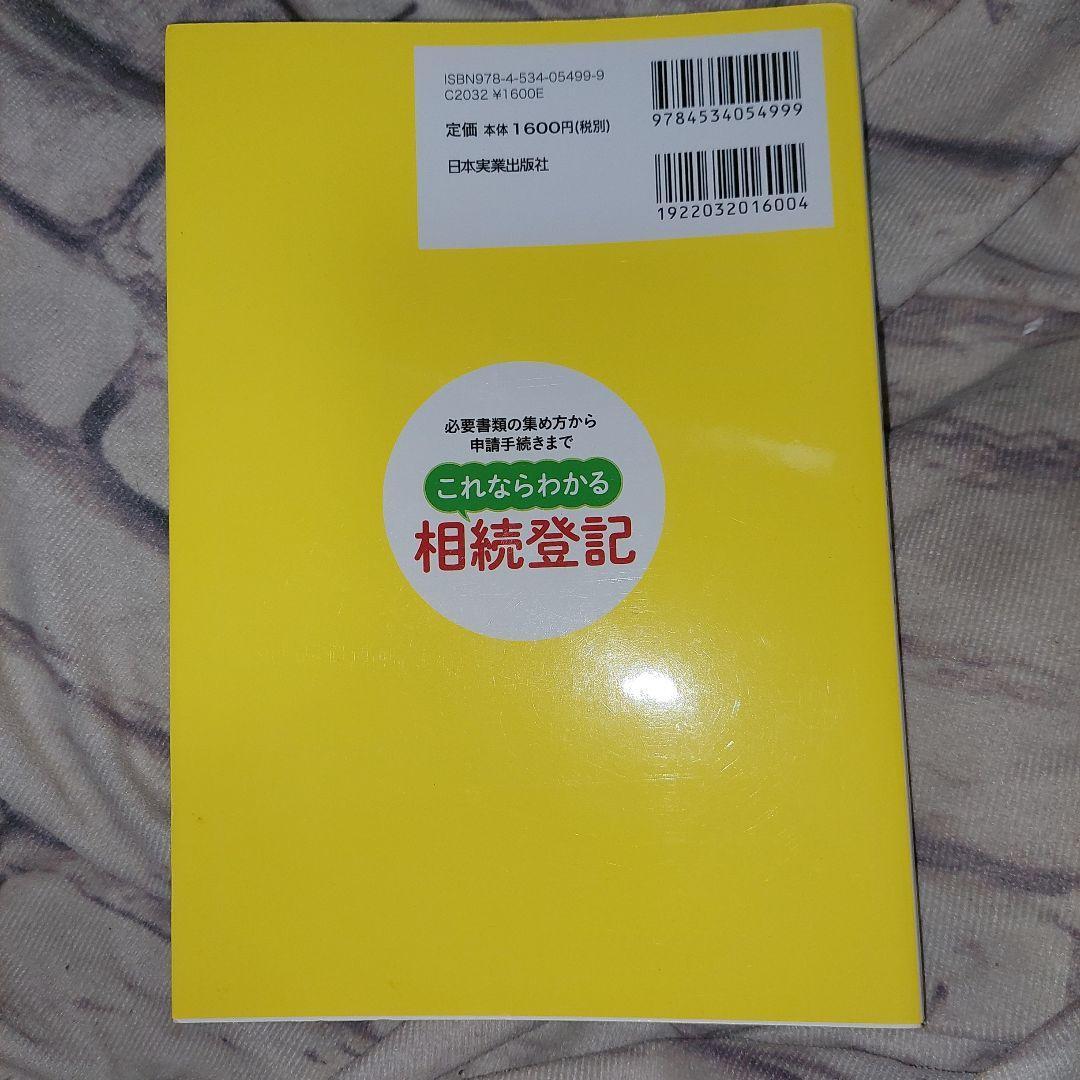 ISBN978-4-534-05499-9
C2032 ¥1600E
定価 本体1600円(税別)
日本実業出版社
9784534054999
1922032016004
必要書類の集め方から
申請手続きまで
これならわかる
相続登記